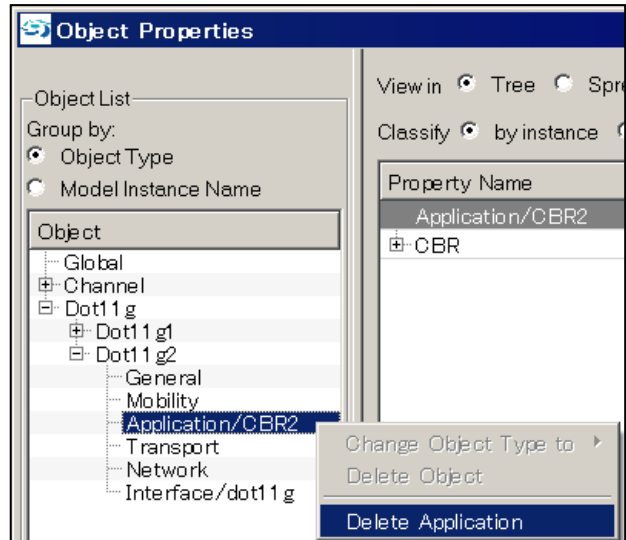 Object Properties
Object List
Group by:
Object Type
Model Instance Name
Object
Global
Channel
Dot11g
Dot11g1
Dot11g2
General
Mobility
Application/CBR2
Transport
Network
Interface/dot11g
View in Tree Spre
Classify by instance
Property Name
Application/CBR2
CBR
Change Object Type to
Delete Object
Delete Application